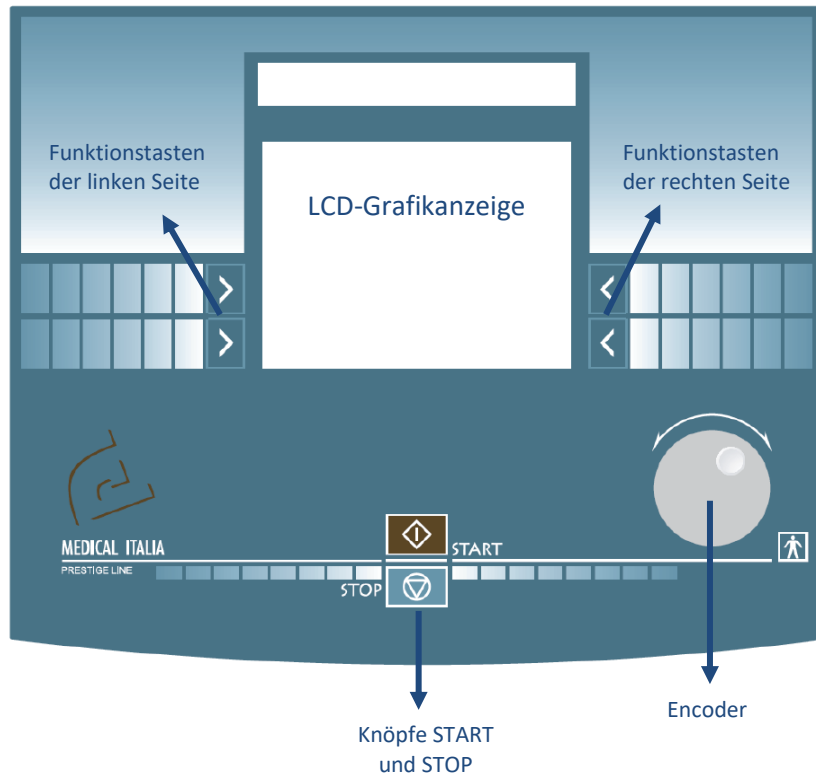 Funktionstasten
der linken Seite
Funktionstasten
der rechten Seite
LCD-Grafikanzeige
MEDICAL ITALIA
PRESTIGE LINE
START
STOP
Encoder
Knöpfe START
und STOP